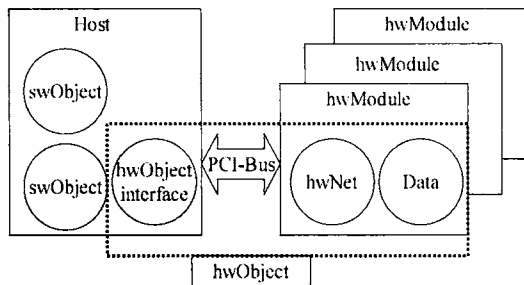 Host
swObject
swObject
hwObject
interface
PCI-Bus
hwModule
hwModule
hwModule
hwNet
Data
hwObject